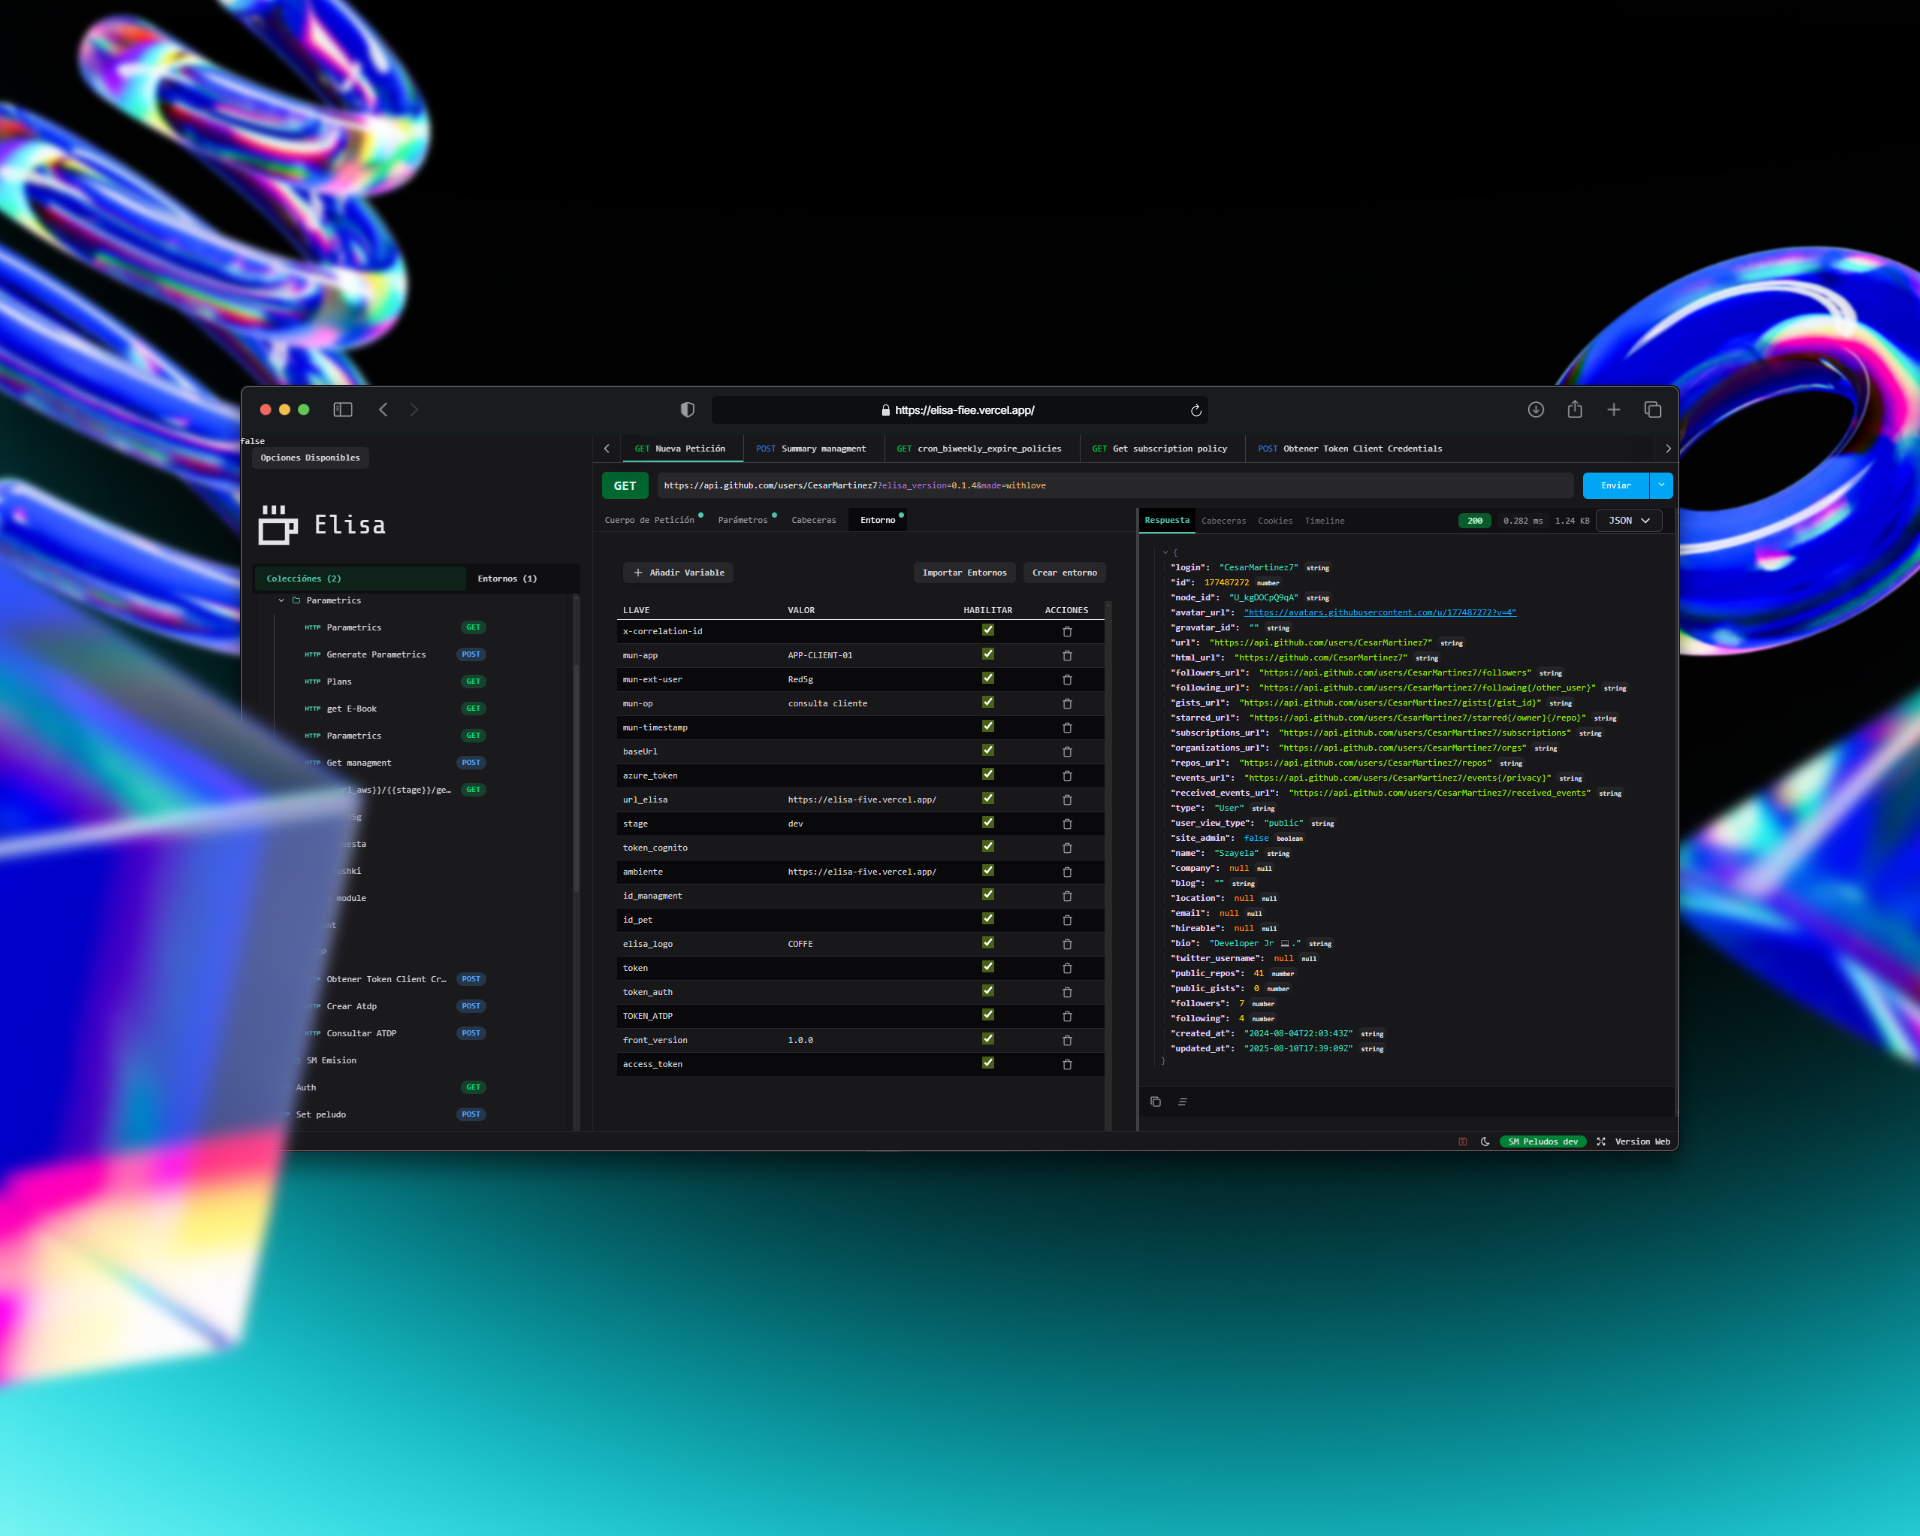 https://elisa-fiee.vercel.app/
false
Opciones Disponibles
GET Nueva Petición
POST Summary managment
GET cron_biweekly_expire_policies
GET Get subscription policy
POST Obtener Token Client Credentials
GET
https://api.github.com/users/CesarMartinez7?elisa_version=0.1.4&made=withlove
Enviar
Elisa
Colecciónes (2)
Entornos (1)
Parametrics
HTTP Parametrics GET
HTTP Generate Parametrics POST
HTTP Plans GET
HTTP get E-Book GET
HTTP Parametrics GET
HTTP Get managment POST
aws}}/{{stage}}/ge… GET
module
Obtener Token Client Cr… POST
Crear Atdp POST
HTTP Consultar ATDP POST
SM Emision
Auth GET
Set peludo POST
Cuerpo de Petición
Parámetros
Cabeceras
Entorno
+ Añadir Variable
Importar Entornos
Crear entorno
LLAVE VALOR HABILITAR ACCIONES
x-correlation-id
mun-app APP-CLIENT-01
mun-ext-user Red5g
mun-op consulta cliente
mun-timestamp
baseUrl
azure_token
url_elisa https://elisa-five.vercel.app/
stage dev
token_cognito
ambiente https://elisa-five.vercel.app/
id_managment
id_pet
elisa_logo COFFE
token
token_auth
TOKEN_ATDP
front_version 1.0.0
access_token
Respuesta Cabeceras Cookies Timeline
200 0.282 ms 1.24 KB JSON
{
"login": "CesarMartinez7" string
"id": 177487272 number
"node_id": "U_kgDOCpQ9qA" string
"avatar_url": "https://avatars.githubusercontent.com/u/177487272?v=4"
"gravatar_id": "" string
"url": "https://api.github.com/users/CesarMartinez7" string
"html_url": "https://github.com/CesarMartinez7" string
"followers_url": "https://api.github.com/users/CesarMartinez7/followers" string
"following_url": "https://api.github.com/users/CesarMartinez7/following{/other_user}" string
"gists_url": "https://api.github.com/users/CesarMartinez7/gists{/gist_id}" string
"starred_url": "https://api.github.com/users/CesarMartinez7/starred{/owner}{/repo}" string
"subscriptions_url": "https://api.github.com/users/CesarMartinez7/subscriptions" string
"organizations_url": "https://api.github.com/users/CesarMartinez7/orgs" string
"repos_url": "https://api.github.com/users/CesarMartinez7/repos" string
"events_url": "https://api.github.com/users/CesarMartinez7/events{/privacy}" string
"received_events_url": "https://api.github.com/users/CesarMartinez7/received_events" string
"type": "User" string
"user_view_type": "public" string
"site_admin": false boolean
"name": "Szayela" string
"company": null null
"blog": "" string
"location": null null
"email": null null
"hireable": null null
"bio": "Developer Jr 💻." string
"twitter_username": null null
"public_repos": 41 number
"public_gists": 0 number
"followers": 7 number
"following": 4 number
"created_at": "2024-08-04T22:03:43Z" string
"updated_at": "2025-08-10T17:39:09Z" string
}
SM Peludos dev
Version Web